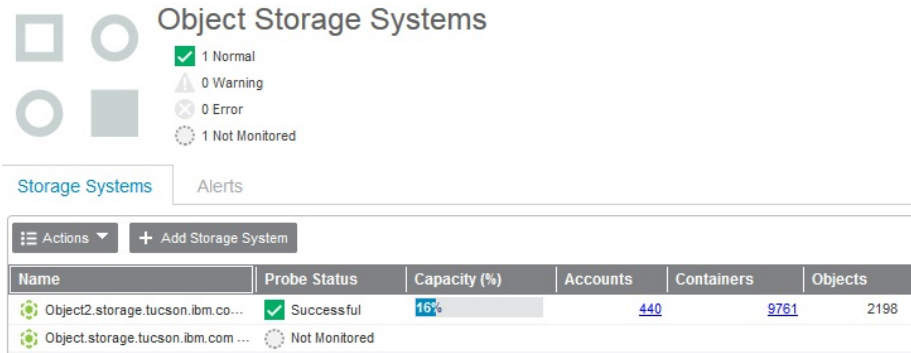 Object Storage Systems
1 Normal
0 Warning
0 Error
1 Not Monitored
Storage Systems Alerts
Actions + Add Storage System
Name Probe Status Capacity (%) Accounts Containers Objects
Object2.storage.tucson.ibm.co... Successful 16% 440 9761 2198
Object.storage.tucson.ibm.com ... Not Monitored